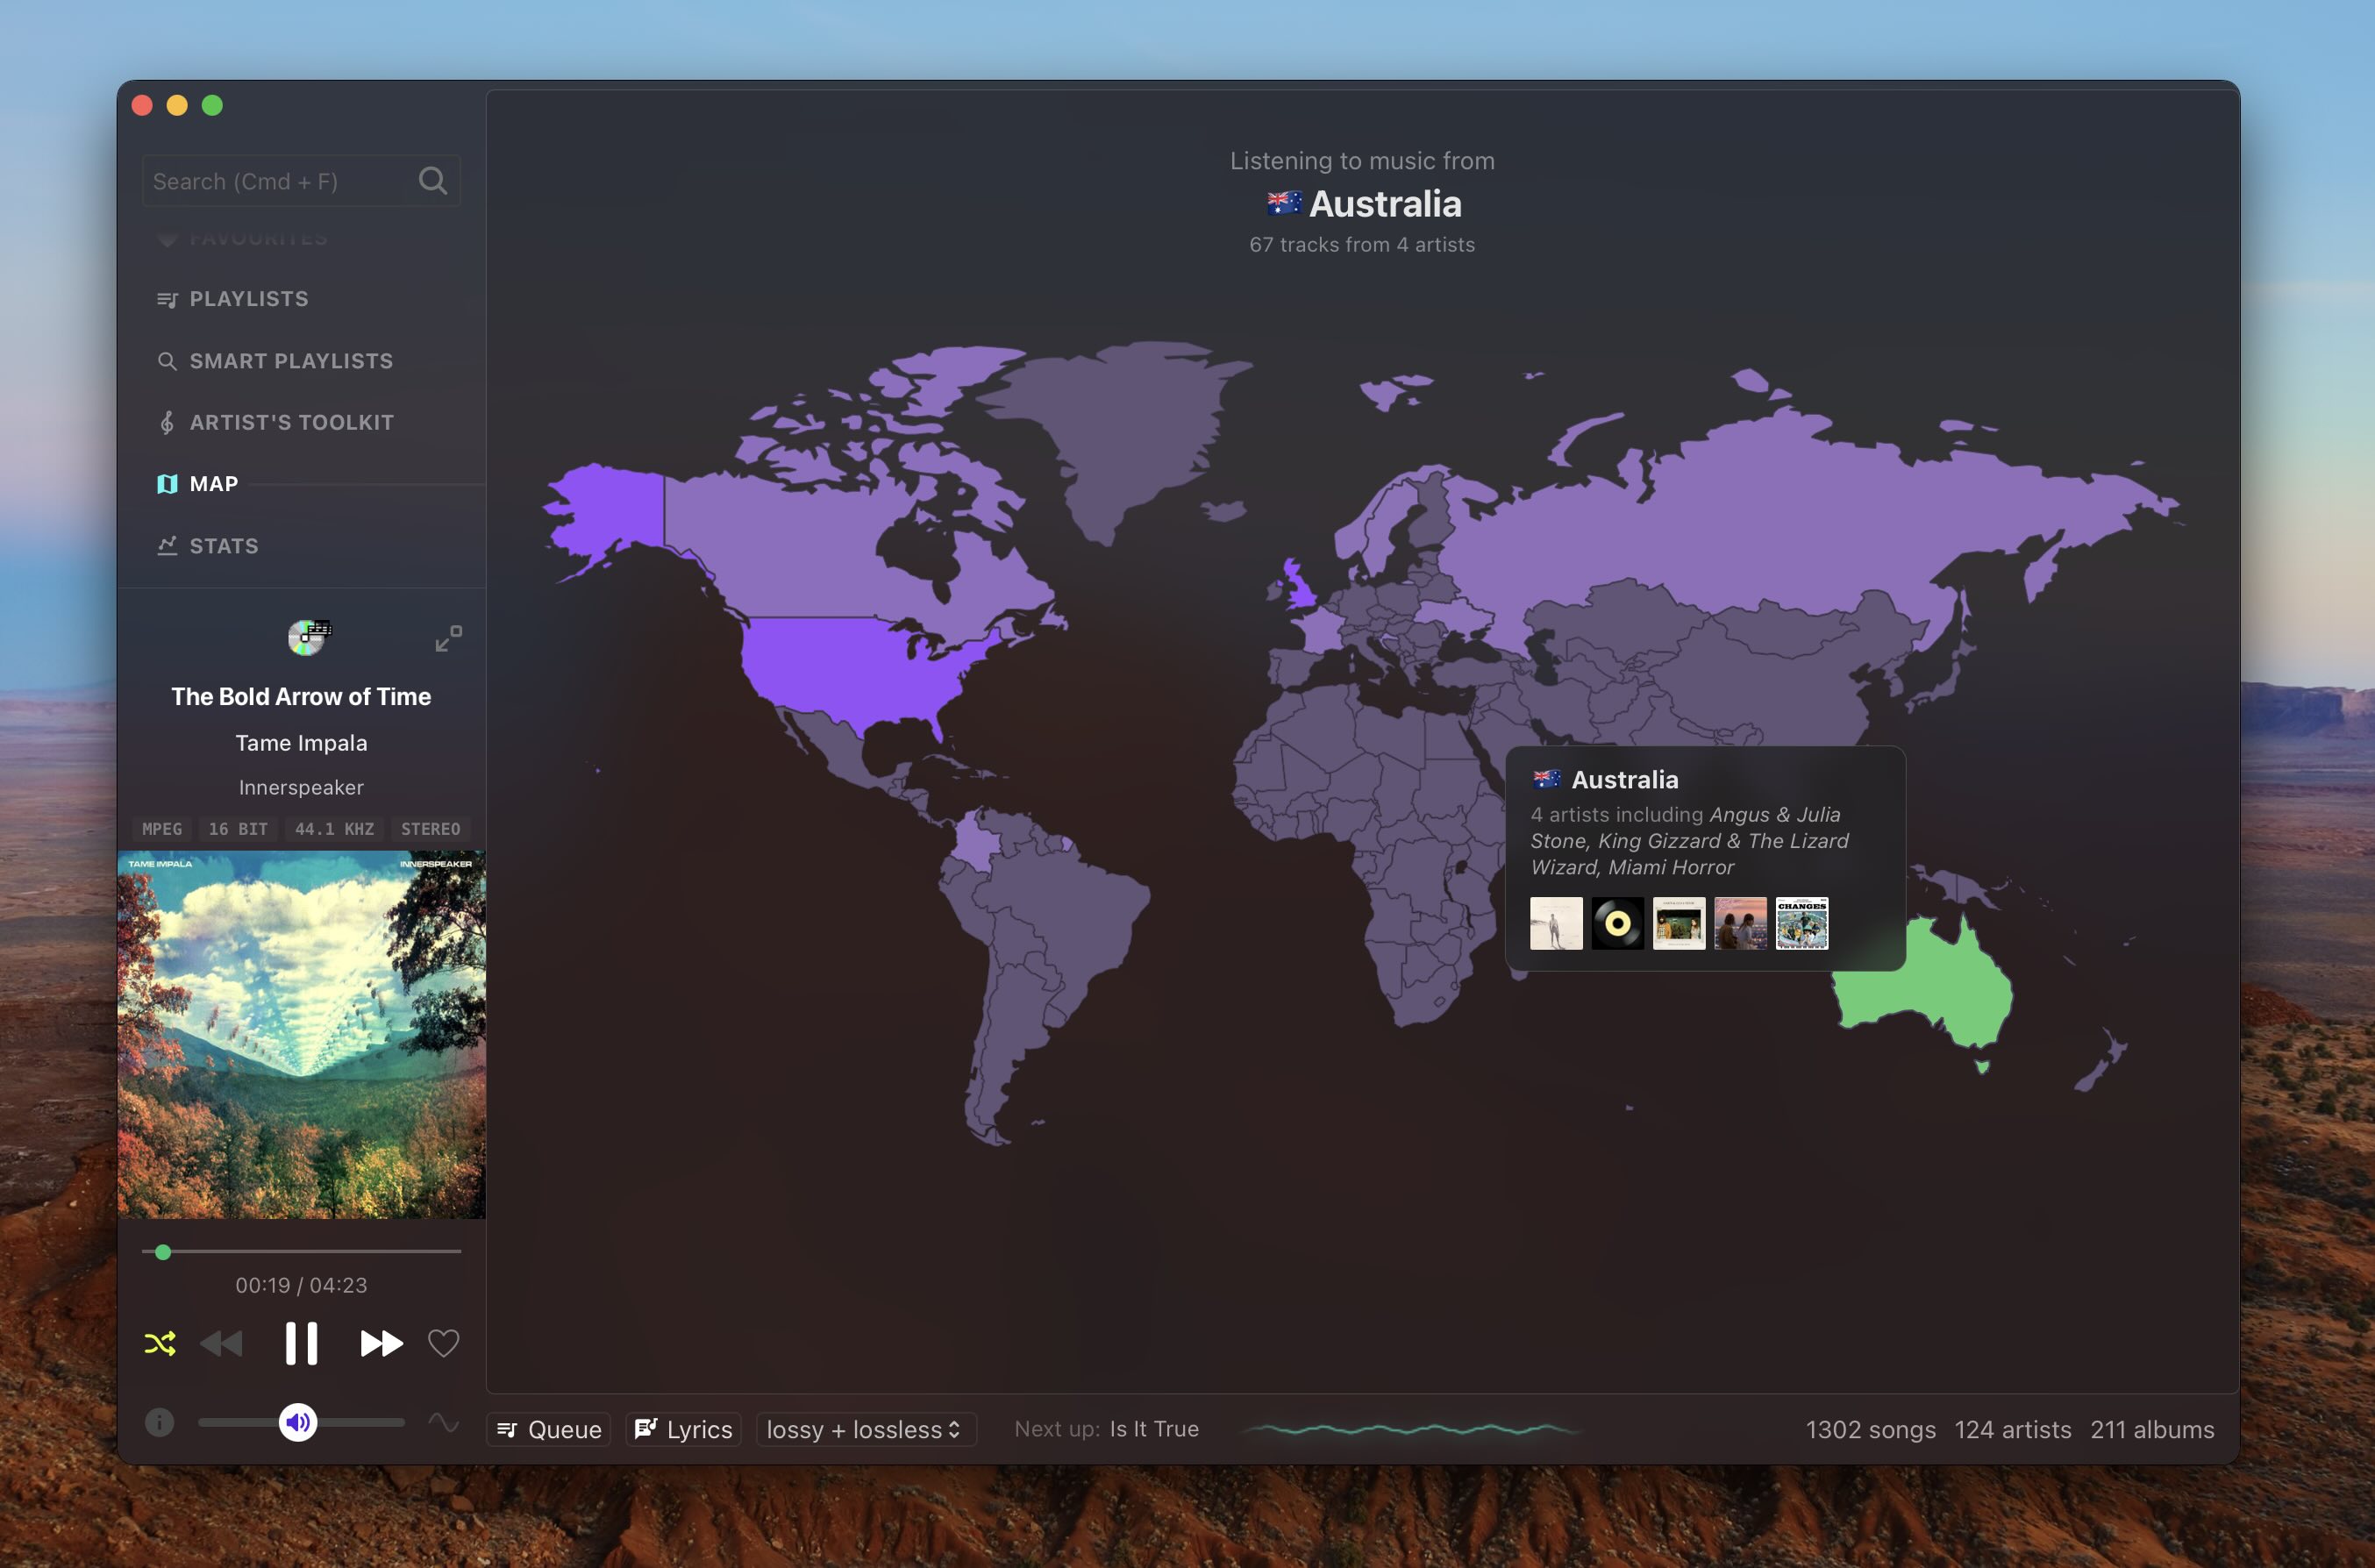 Search (Cmd + F)
FAVOURITES
PLAYLISTS
SMART PLAYLISTS
ARTIST'S TOOLKIT
MAP
STATS
The Bold Arrow of Time
Tame Impala
Innerspeaker
MPEG 16 BIT 44.1 KHZ STEREO
TAME IMPALA INNERSPEAKER
00:19 / 04:23
Listening to music from
Australia
67 tracks from 4 artists
Australia
4 artists including Angus & Julia
Stone, King Gizzard & The Lizard
Wizard, Miami Horror
CHANGES
Queue Lyrics lossy + lossless Next up: Is It True 1302 songs 124 artists 211 albums